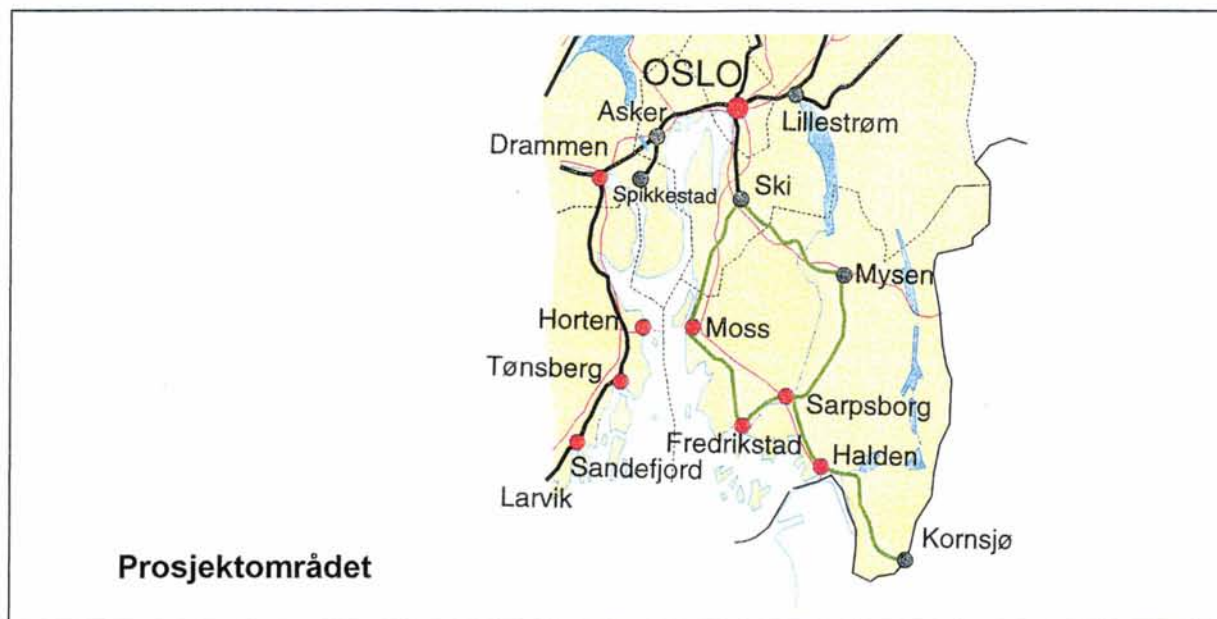 OSLO
Asker
Lillestrøm
Drammen
Spikkestad
Ski
Mysen
Horten
Moss
Tønsberg
Sarpsborg
Fredrikstad
Halden
Sandefjord
Larvik
Kornsjø
Prosjektområdet